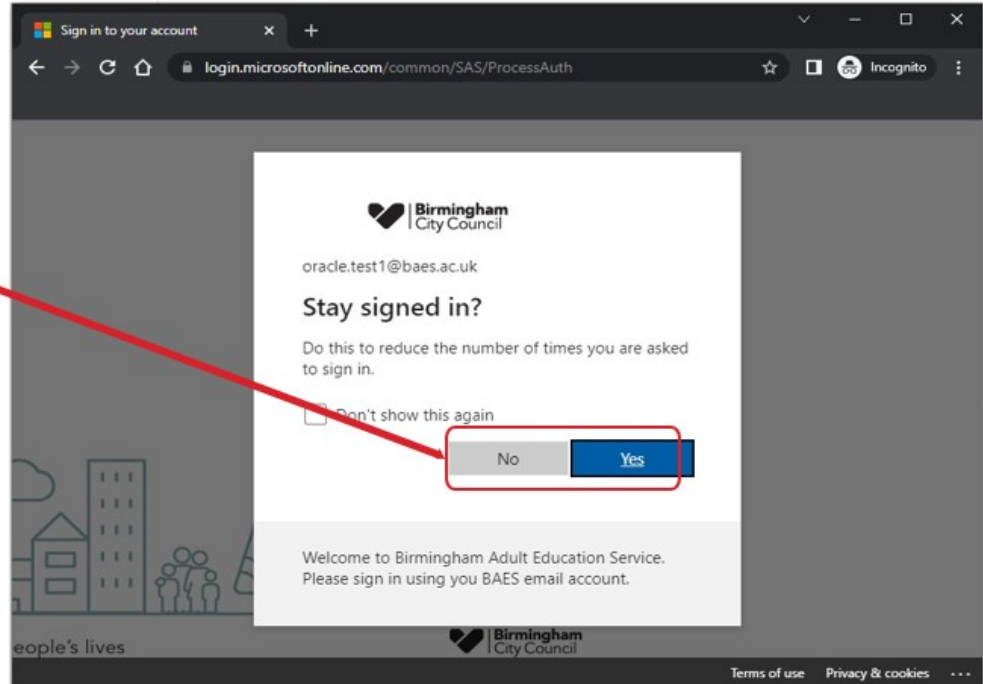 Sign in to your account
login.microsoftonline.com/common/SAS/ProcessAuth
Incognito
Birmingham
City Council
oracle.test1@baes.ac.uk
Stay signed in?
Do this to reduce the number of times you are asked
to sign in.
Don't show this again
No Yes
Welcome to Birmingham Adult Education Service.
Please sign in using you BAES email account.
eople's lives
Birmingham
City Council
Terms of use Privacy & cookies ...